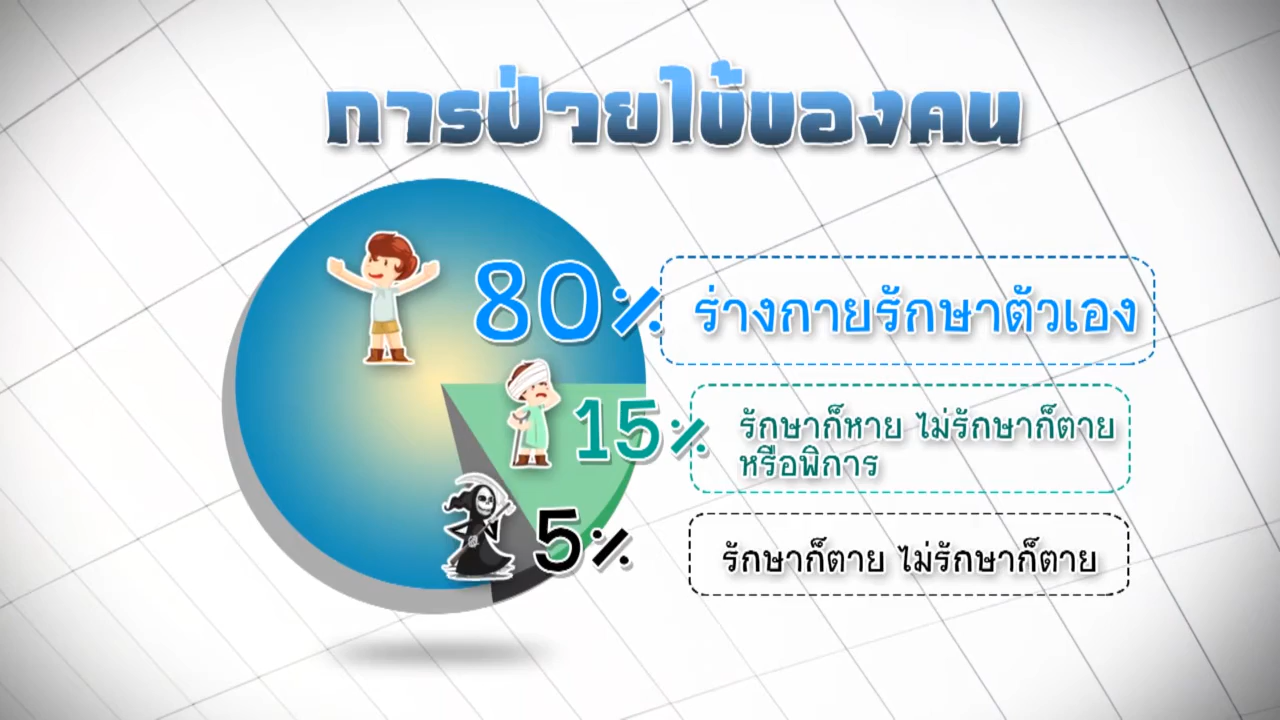 การป่วยไข้ของคน
80% ร่างกายรักษาตัวเอง
15% รักษาก็หาย ไม่รักษาก็ตาย
หรือพิการ
5% รักษาก็ตาย ไม่รักษาก็ตาย